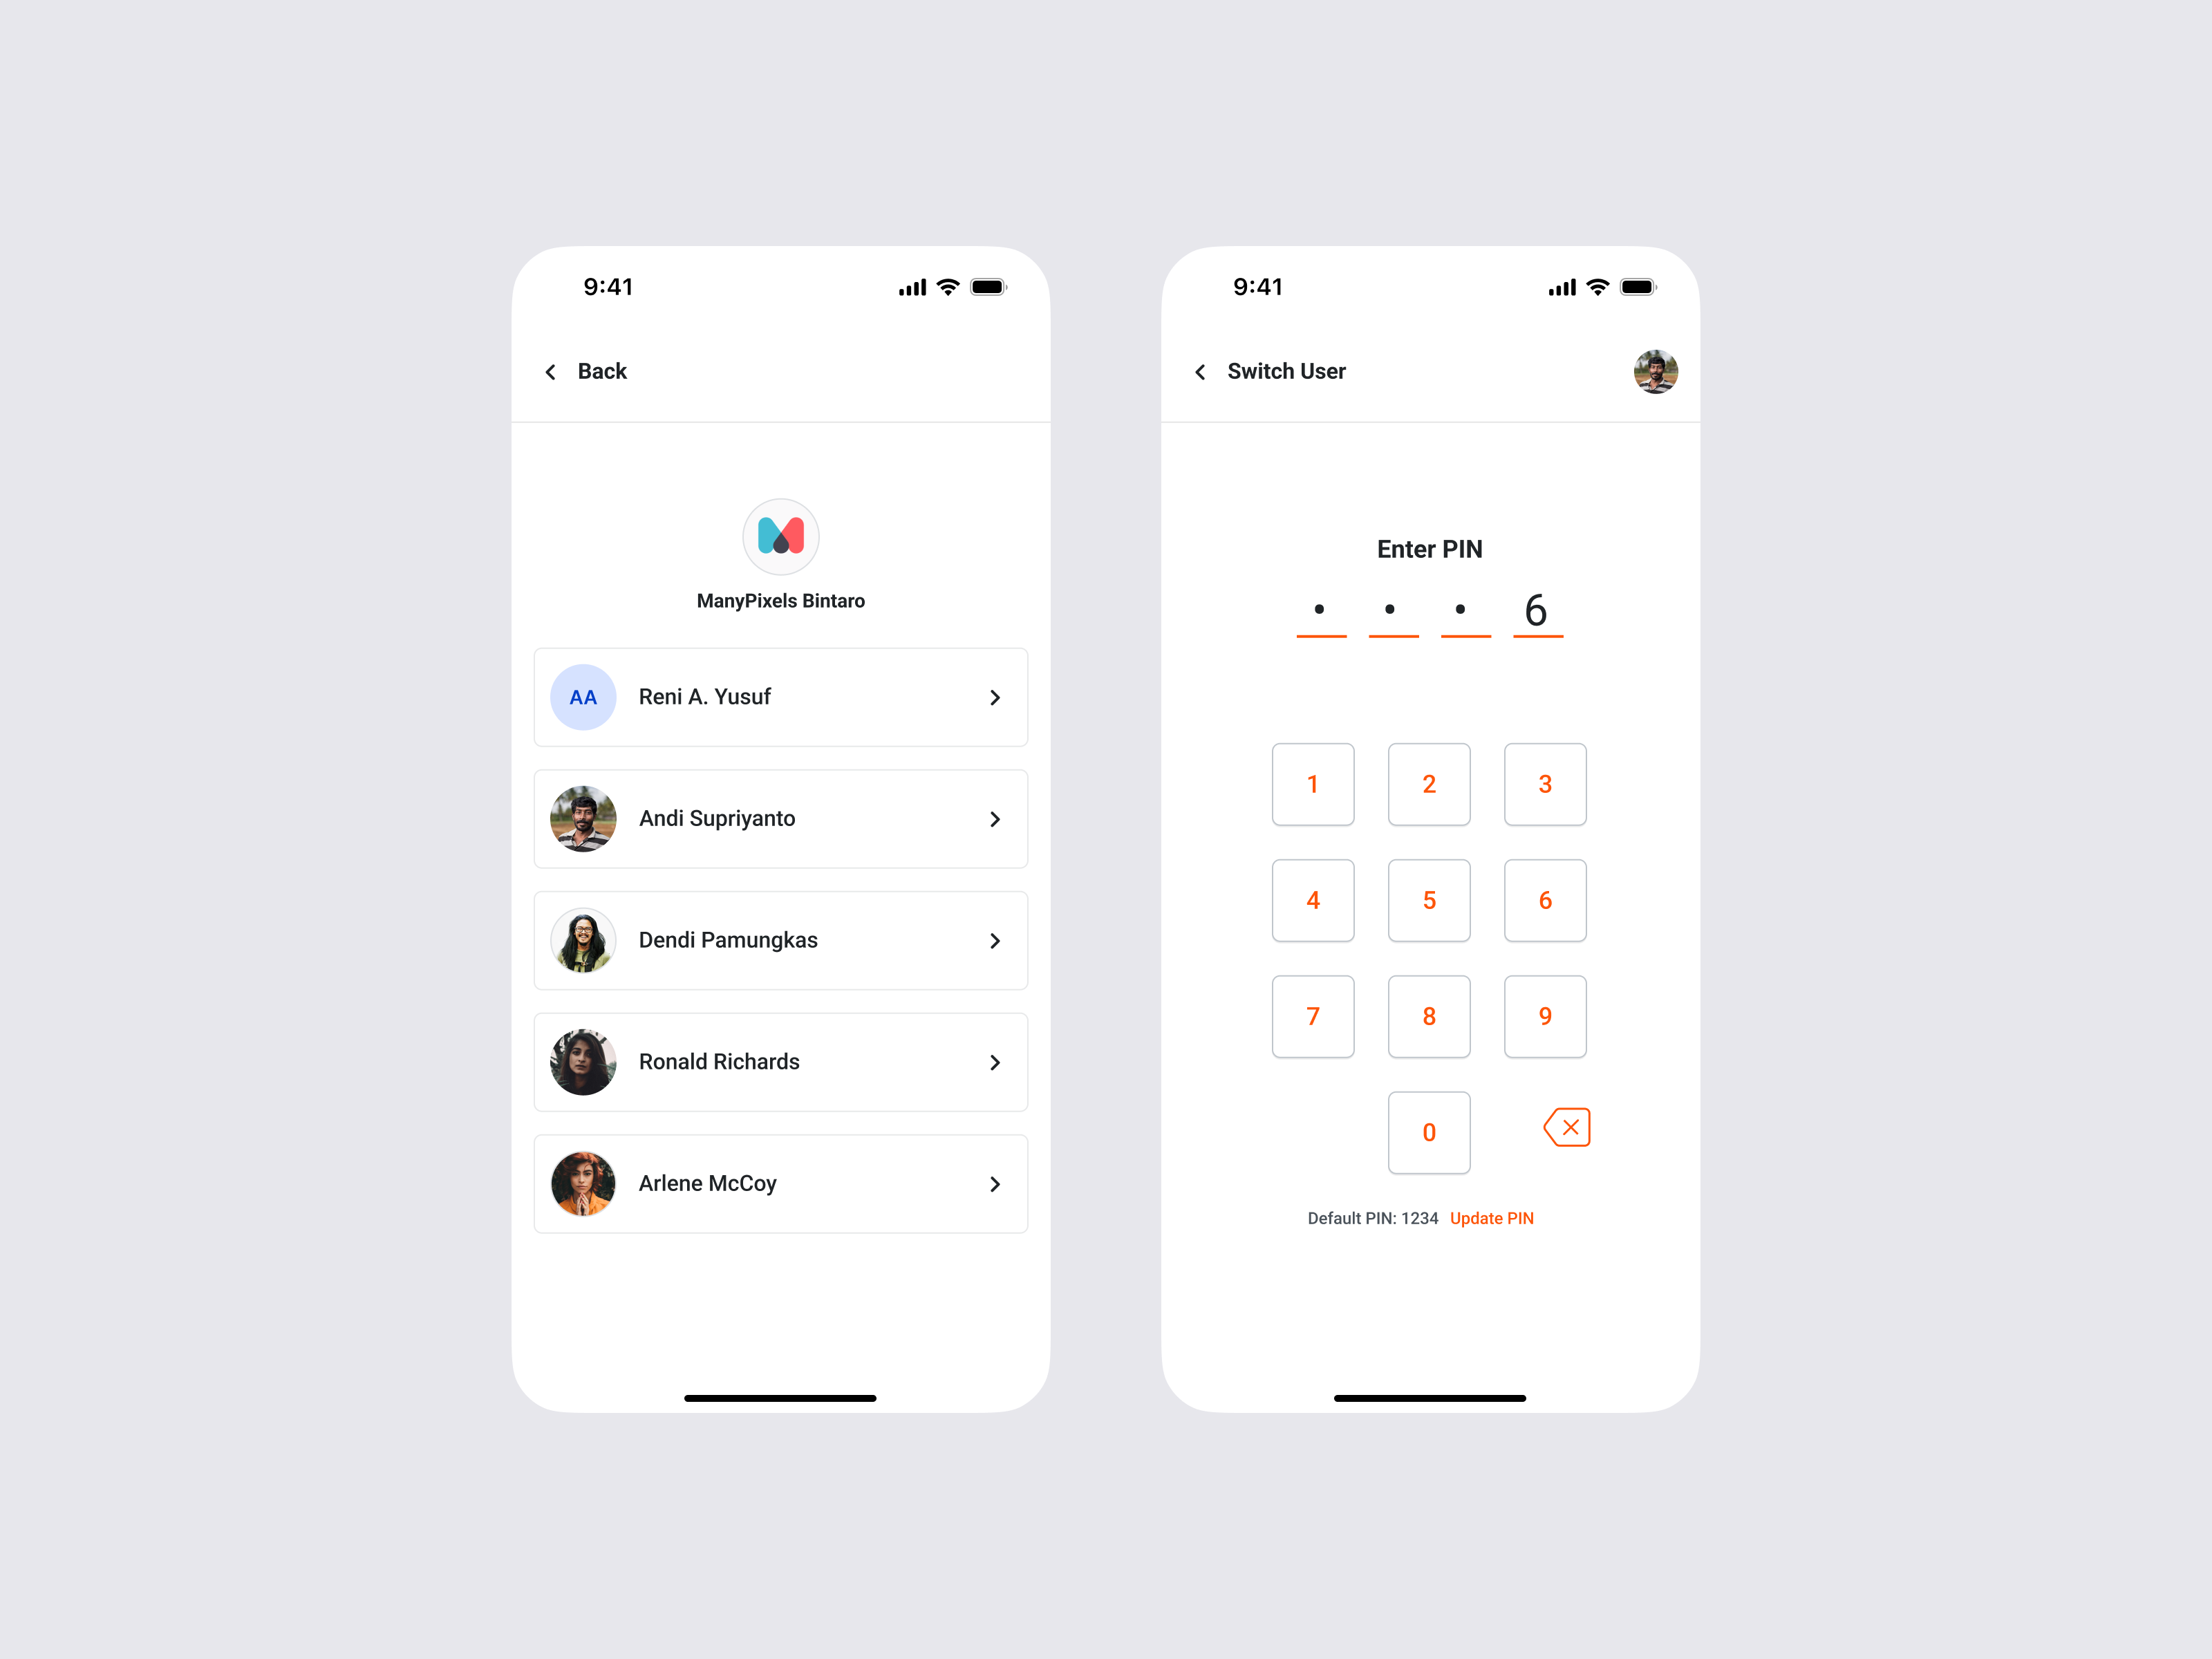 9:41
Back
ManyPixels Bintaro
AA
Reni A. Yusuf
Andi Supriyanto
Dendi Pamungkas
Ronald Richards
Arlene McCoy
9:41
Switch User
Enter PIN
• • • 6
1 2 3
4 5 6
7 8 9
0
Default PIN: 1234 Update PIN